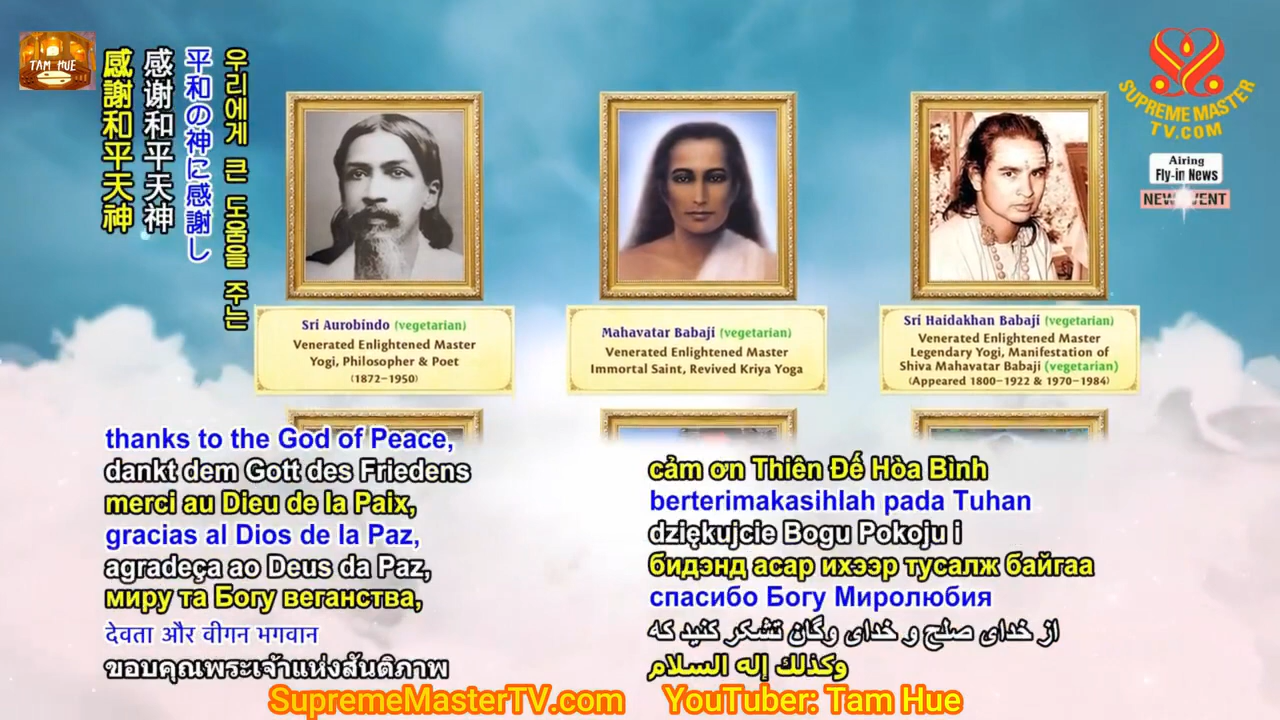 TAM HUE
感謝和平天神
感谢和平天神
平和の神に感謝し
우리에게 큰 도움을 주는
SUPREME MASTER
TV.COM
Airing
Fly-in News
NEW EVENT
Sri Aurobindo (vegetarian)
Venerated Enlightened Master
Yogi, Philosopher & Poet
(1872–1950)
Mahavatar Babaji (vegetarian)
Venerated Enlightened Master
Immortal Saint, Revived Kriya Yoga
Sri Haidakhan Babaji (vegetarian)
Venerated Enlightened Master
Legendary Yogi, Manifestation of
Shiva Mahavatar Babaji (vegetarian)
(Appeared 1800–1922 & 1970–1984)
thanks to the God of Peace,
dankt dem Gott des Friedens
merci au Dieu de la Paix,
gracias al Dios de la Paz,
agradeça ao Deus da Paz,
миру та Богу веганства,
देवता और वीगन भगवान
ขอบคุณพระเจ้าแห่งสันติภาพ
cảm ơn Thiên Đế Hòa Bình
berterimakasihlah pada Tuhan
dziękujcie Bogu Pokoju i
бидэнд асар ихээр тусалж байгаа
спасибо Богу Миролюбия
از خدای صلح و خدای وگان تشکر کنید که
وكذلك إله السلام
SupremeMasterTV.com YouTuber: Tam Hue